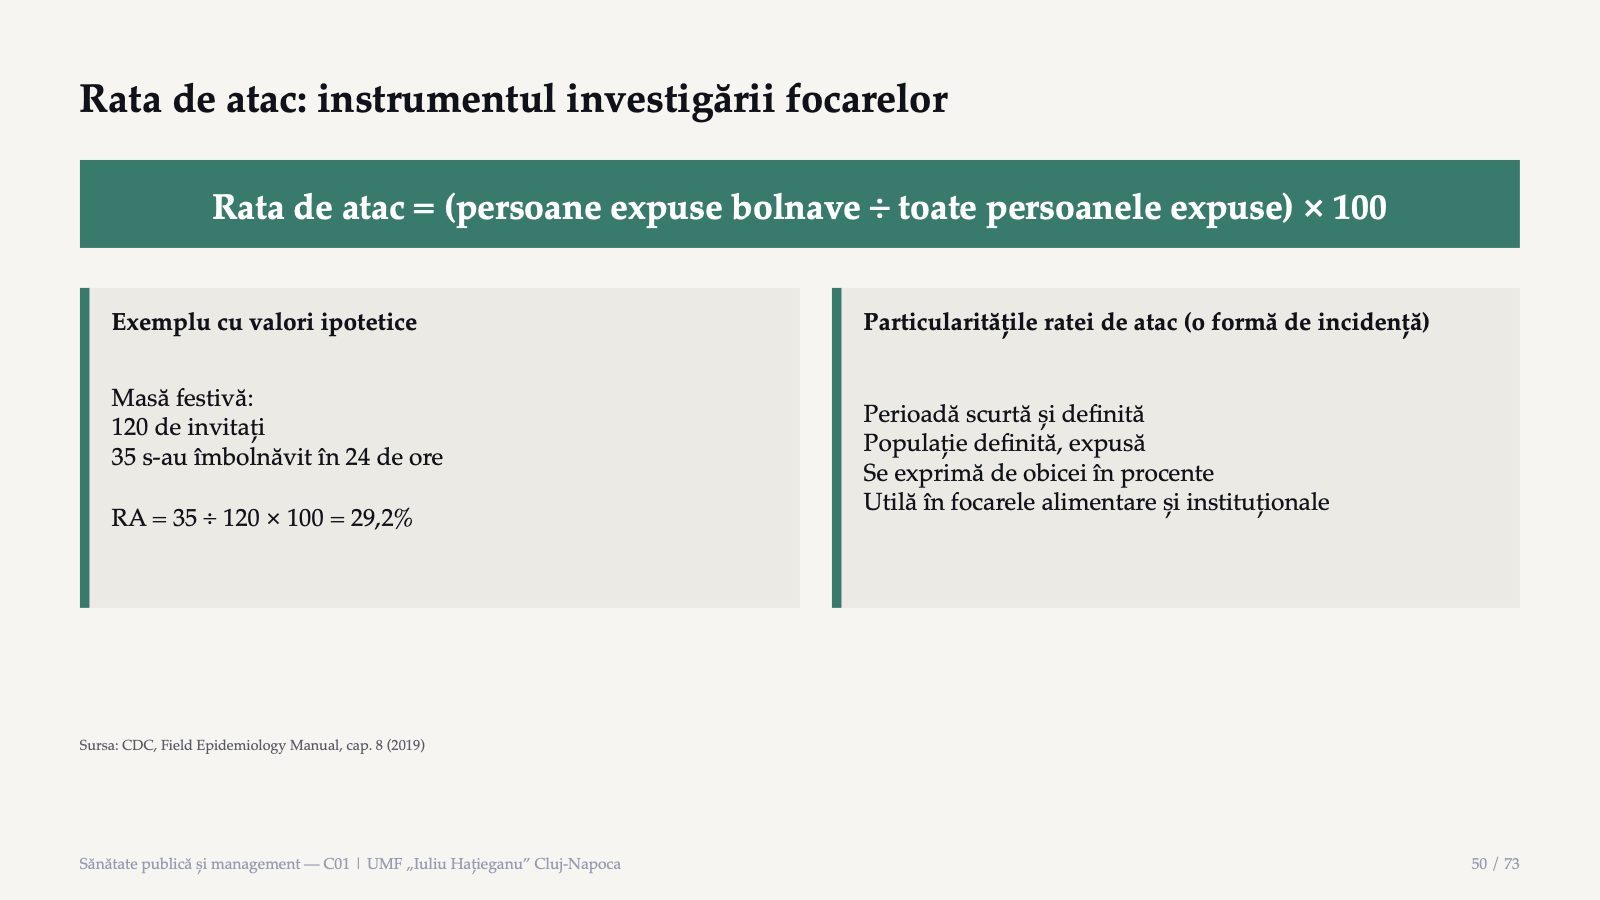 Rata de atac: instrumentul investigării focarelor
Rata de atac = (persoane expuse bolnave ÷ toate persoanele expuse) × 100
Exemplu cu valori ipotetice
Masă festivă:
120 de invitați
35 s-au îmbolnăvit în 24 de ore
RA = 35 ÷ 120 × 100 = 29,2%
Particularitățile ratei de atac (o formă de incidență)
Perioadă scurtă și definită
Populație definită, expusă
Se exprimă de obicei în procente
Utilă în focarele alimentare și instituționale
Sursa: CDC, Field Epidemiology Manual, cap. 8 (2019)
Sănătate publică și management — C01 | UMF „Iuliu Hațieganu” Cluj-Napoca
50 / 73